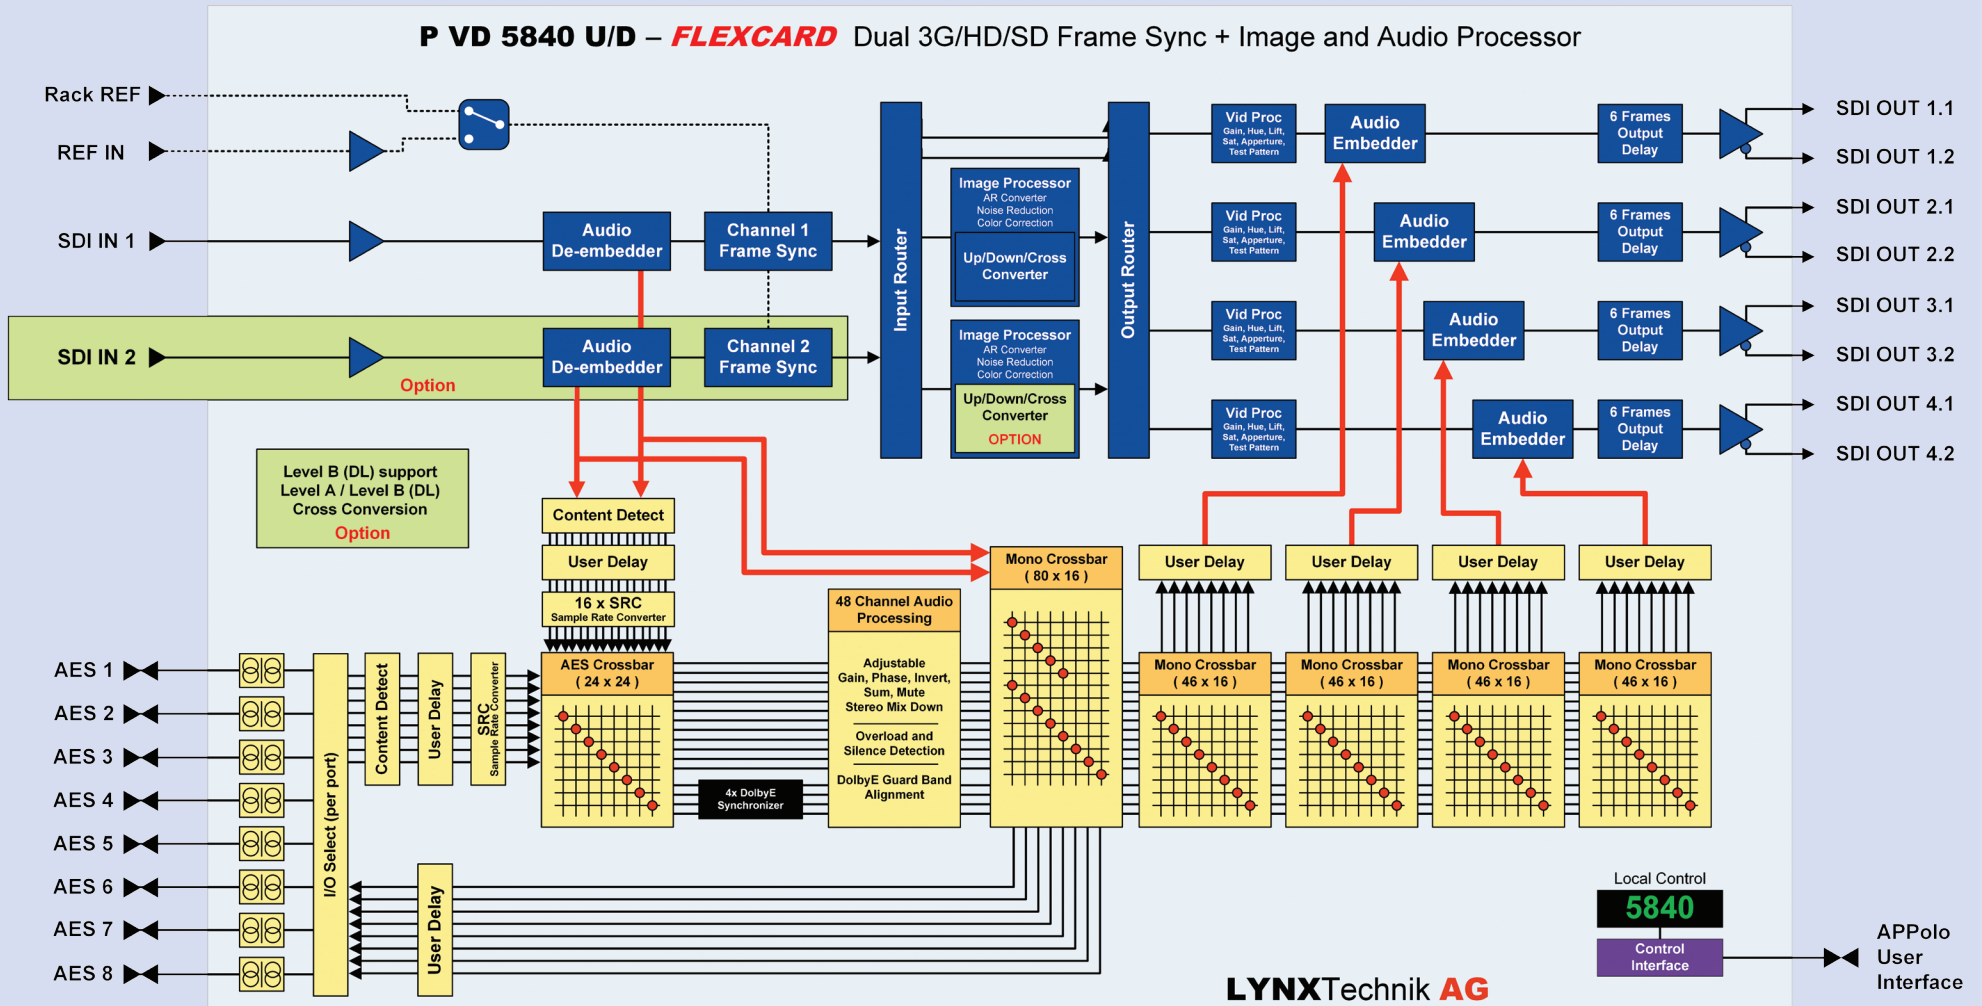 P VD 5840 U/D – FLEXCARD Dual 3G/HD/SD Frame Sync + Image and Audio Processor
Rack REF
REF IN
SDI IN 1
SDI IN 2
Option
Audio
De-embedder
Channel 1
Frame Sync
Audio
De-embedder
Channel 2
Frame Sync
Input Router
Image Processor
AR Converter
Noise Reduction
Color Correction
Up/Down/Cross
Converter
Image Processor
AR Converter
Noise Reduction
Color Correction
Up/Down/Cross
Converter
OPTION
Output Router
Vid Proc
Gain, Hue, Lift,
Sat, Apperture,
Test Pattern
Audio
Embedder
6 Frames
Output
Delay
SDI OUT 1.1
SDI OUT 1.2
Vid Proc
Gain, Hue, Lift,
Sat, Apperture,
Test Pattern
Audio
Embedder
6 Frames
Output
Delay
SDI OUT 2.1
SDI OUT 2.2
Vid Proc
Gain, Hue, Lift,
Sat, Apperture,
Test Pattern
Audio
Embedder
6 Frames
Output
Delay
SDI OUT 3.1
SDI OUT 3.2
Vid Proc
Gain, Hue, Lift,
Sat, Apperture,
Test Pattern
Audio
Embedder
6 Frames
Output
Delay
SDI OUT 4.1
SDI OUT 4.2
Level B (DL) support
Level A / Level B (DL)
Cross Conversion
Option
Content Detect
User Delay
16 x SRC
Sample Rate Converter
AES Crossbar
( 24 x 24 )
4x DolbyE
Synchronizer
48 Channel Audio
Processing
Adjustable
Gain, Phase, Invert,
Sum, Mute
Stereo Mix Down
Overload and
Silence Detection
DolbyE Guard Band
Alignment
Mono Crossbar
( 80 x 16 )
User Delay
User Delay
User Delay
User Delay
Mono Crossbar
( 46 x 16 )
Mono Crossbar
( 46 x 16 )
Mono Crossbar
( 46 x 16 )
Mono Crossbar
( 46 x 16 )
AES 1
AES 2
AES 3
AES 4
AES 5
AES 6
AES 7
AES 8
I/O Select (per port)
Content Detect
User Delay
SRC
Sample Rate Converter
User Delay
Local Control
5840
Control
Interface
APPolo
User
Interface
LYNXTechnik AG